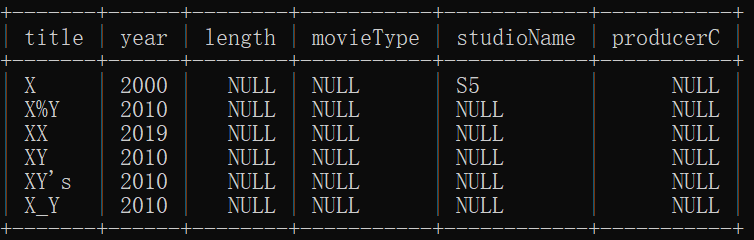 +-------+------+--------+-----------+------------+-----------+
| title | year | length | movieType | studioName | producerC |
+-------+------+--------+-----------+------------+-----------+
| X     | 2000 |   NULL | NULL      | S5         |      NULL |
| X%Y   | 2010 |   NULL | NULL      | NULL       |      NULL |
| XX    | 2019 |   NULL | NULL      | NULL       |      NULL |
| XY    | 2010 |   NULL | NULL      | NULL       |      NULL |
| XY's  | 2010 |   NULL | NULL      | NULL       |      NULL |
| X_Y   | 2010 |   NULL | NULL      | NULL       |      NULL |
+-------+------+--------+-----------+------------+-----------+